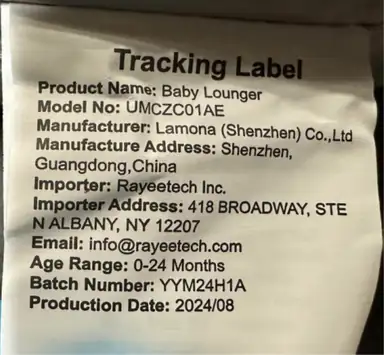 Tracking Label
Product Name: Baby Lounger
Model No: UMCZC01AE
Manufacturer: Lamona (Shenzhen) Co.,Ltd
Manufacture Address: Shenzhen,
Guangdong,China
Importer: Rayeetech Inc.
Importer Address: 418 BROADWAY, STE
N ALBANY, NY 12207
Email: info@rayeetech.com
Age Range: 0-24 Months
Batch Number: YYM24H1A
Production Date: 2024/08